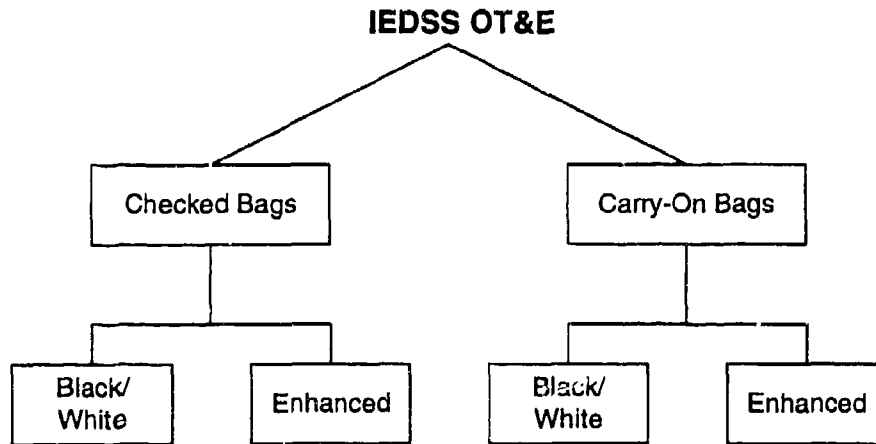 IEDSS OT&E
Checked Bags
Carry-On Bags
Black/
White
Enhanced
Black/
White
Enhanced